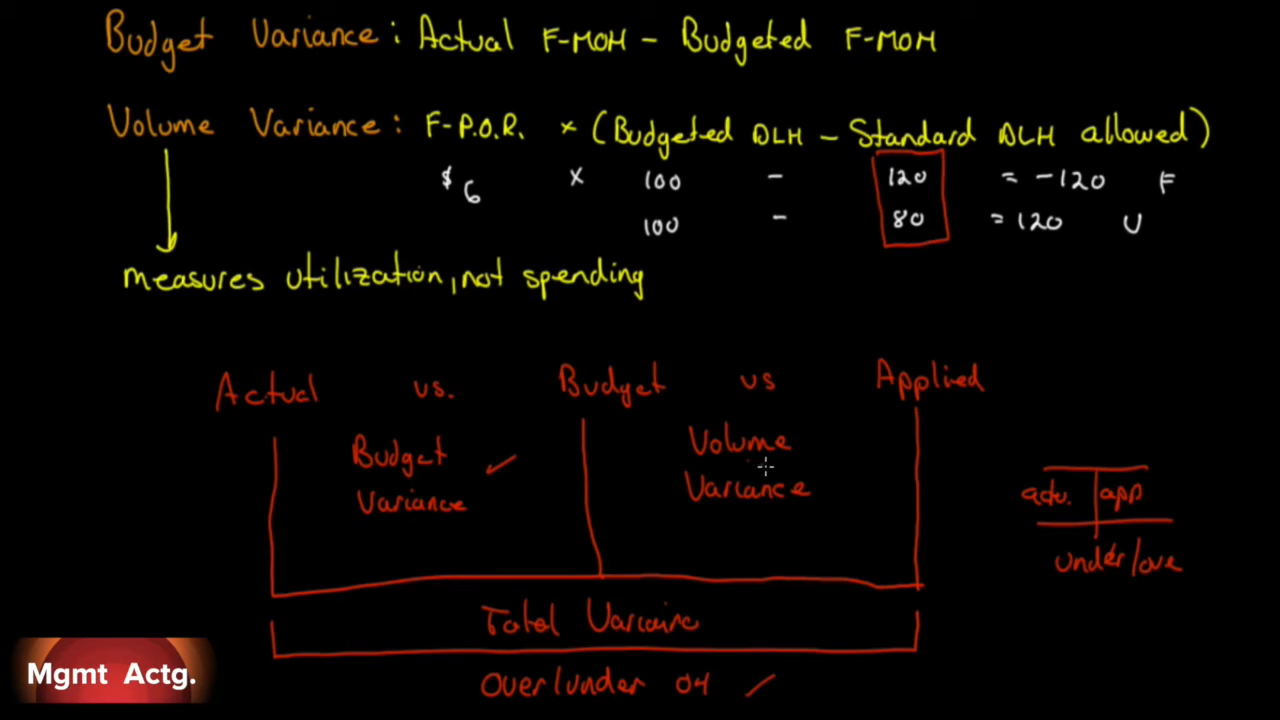 Budget Variance: Actual F-MOH - Budgeted F-MOH
Volume Variance: F-P.O.R. × (Budgeted DLH - Standard DLH allowed)
$6 × 100 - 120 = -120 F
100 - 80 = 120 U
measures utilization, not spending
Actual vs. Budget vs Applied
Budget Variance ✓
Volume Variance
actu. app
under/ove
Total
Over/under OH ✓
Mgmt Actg.